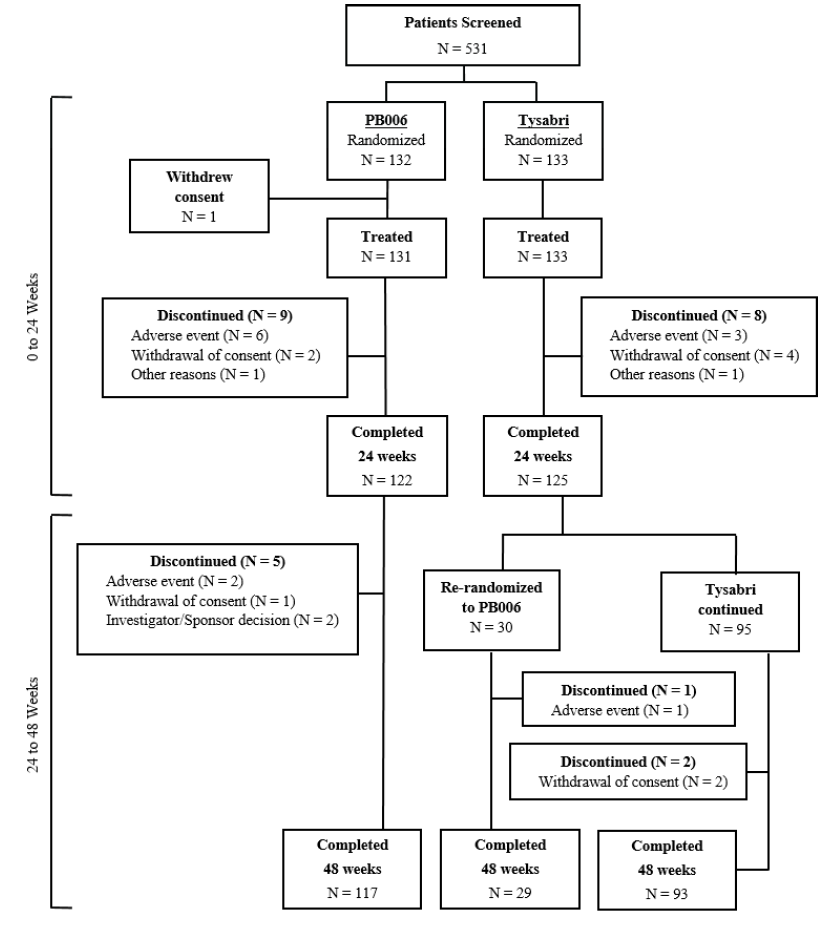 Patients Screened
N = 531
PB006
Randomized
N = 132
Tysabri
Randomized
N = 133
Withdrew
consent
N = 1
Treated
N = 131
Treated
N = 133
0 to 24 Weeks
Discontinued (N = 9)
Adverse event (N = 6)
Withdrawal of consent (N = 2)
Other reasons (N = 1)
Discontinued (N = 8)
Adverse event (N = 3)
Withdrawal of consent (N = 4)
Other reasons (N = 1)
Completed
24 weeks
N = 122
Completed
24 weeks
N = 125
24 to 48 Weeks
Discontinued (N = 5)
Adverse event (N = 2)
Withdrawal of consent (N = 1)
Investigator/Sponsor decision (N = 2)
Re-randomized
to PB006
N = 30
Tysabri
continued
N = 95
Discontinued (N = 1)
Adverse event (N = 1)
Discontinued (N = 2)
Withdrawal of consent (N = 2)
Completed
48 weeks
N = 117
Completed
48 weeks
N = 29
Completed
48 weeks
N = 93